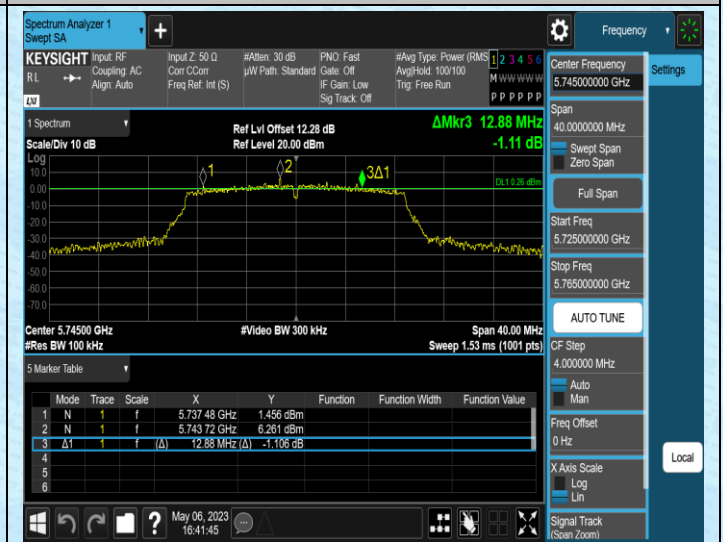 Spectrum Analyzer 1
Swept SA
+
Frequency
KEYSIGHT
RL
LXI
Input: RF
Coupling: AC
Align: Auto
Input Z: 50 Ω
Corr CCorr
Freq Ref: Int (S)
#Atten: 30 dB
µW Path: Standard
PNO: Fast
Gate: Off
IF Gain: Low
Sig Track: Off
#Avg Type: Power (RMS
Avg|Hold: 100/100
Trig: Free Run
1 2 3 4 5 6
M W W W W W
P P P P P P
1 Spectrum
Scale/Div 10 dB
Ref Lvl Offset 12.28 dB
Ref Level 20.00 dBm
ΔMkr3 12.88 MHz
-1.11 dB
Log
10.0
0.00
-10.0
-20.0
-30.0
-40.0
-50.0
-60.0
-70.0
1
2
3Δ1
DL1 0.26 dBm
Center 5.74500 GHz
#Res BW 100 kHz
#Video BW 300 kHz
Span 40.00 MHz
Sweep 1.53 ms (1001 pts)
5 Marker Table
Mode Trace Scale X Y Function Function Width Function Value
1 N 1 f 5.737 48 GHz 1.456 dBm
2 N 1 f 5.743 72 GHz 6.261 dBm
3 Δ1 1 f (Δ) 12.88 MHz (Δ) -1.106 dB
4
5
6
Center Frequency
5.745000000 GHz
Settings
Span
40.0000000 MHz
Swept Span
Zero Span
Full Span
Start Freq
5.725000000 GHz
Stop Freq
5.765000000 GHz
AUTO TUNE
CF Step
4.000000 MHz
Auto
Man
Freq Offset
0 Hz
Local
X Axis Scale
Log
Lin
Signal Track
(Span Zoom)
?
May 06, 2023
16:41:45